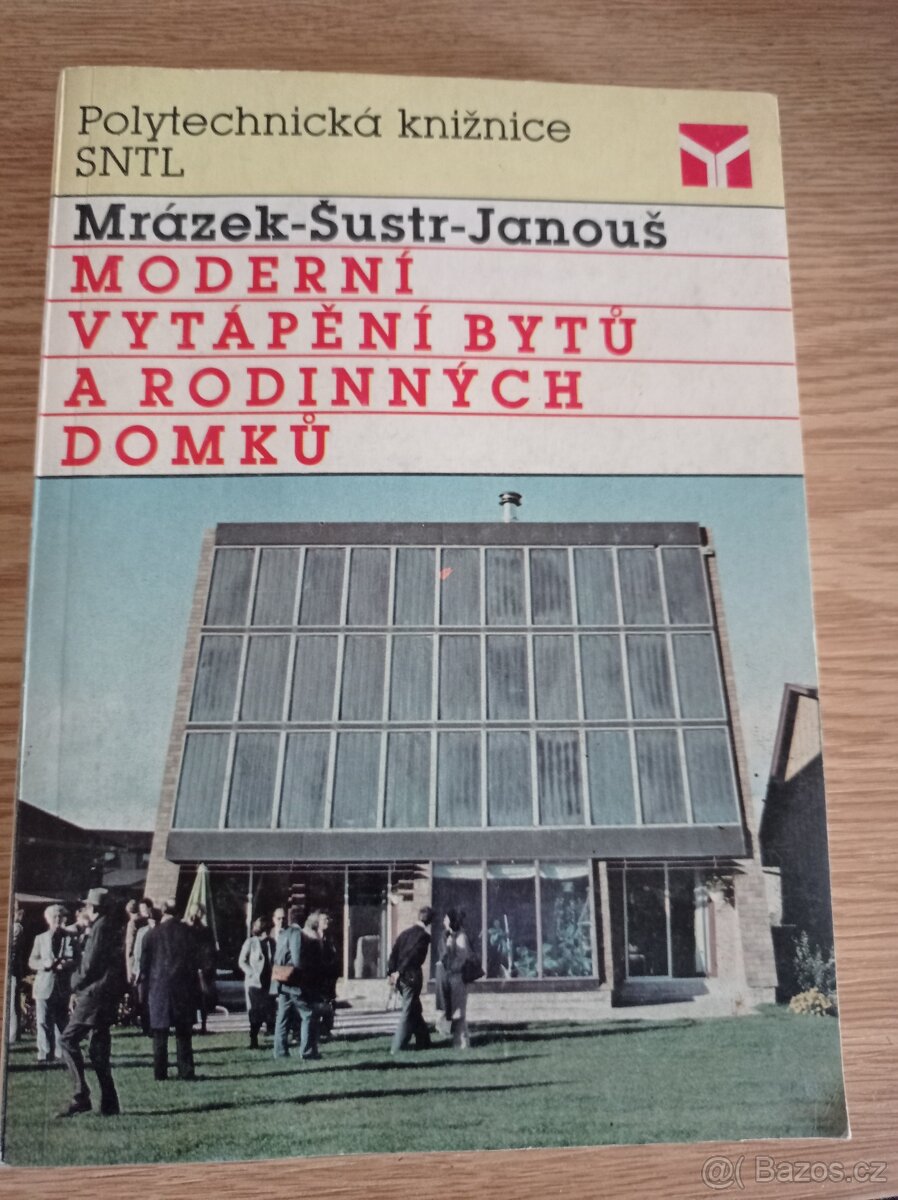 Polytechnická knižnice
SNTL
Mrázek-Šustr-Janouš
MODERNÍ
VYTÁPĚNÍ BYTŮ
A RODINNÝCH
DOMKŮ
@( Bazos.cz